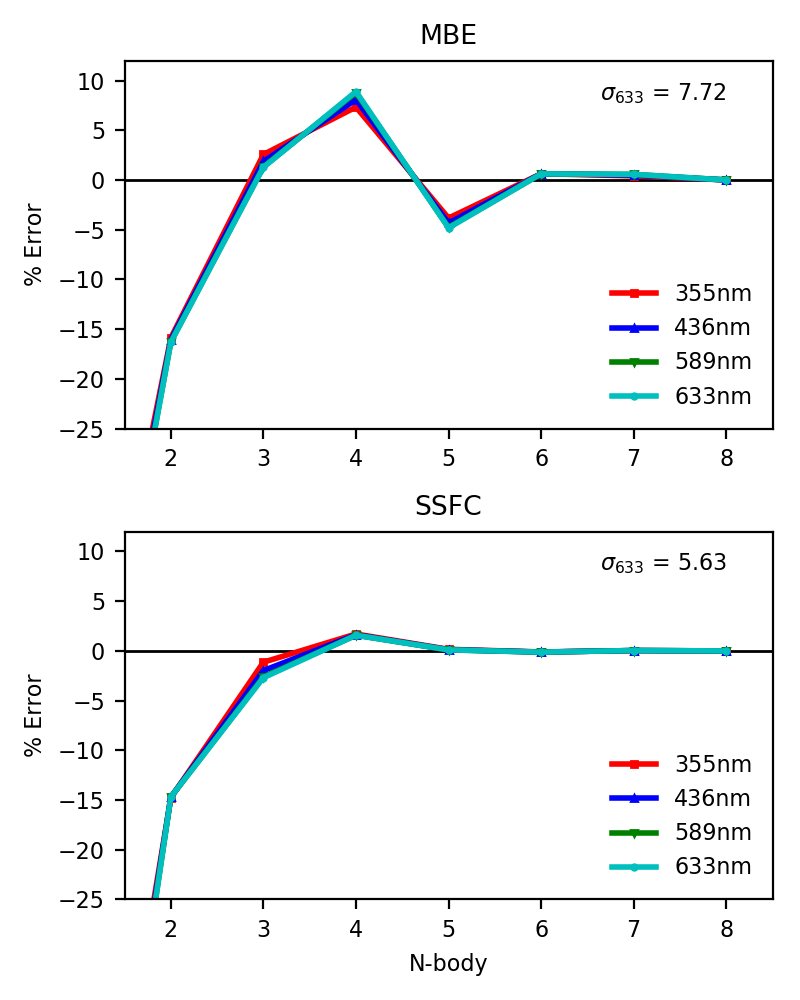 MBE
σ633 = 7.72
10
5
0
−5
−10
−15
−20
−25
% Error
355nm
436nm
589nm
633nm
2 3 4 5 6 7 8
SSFC
σ633 = 5.63
10
5
0
−5
−10
−15
−20
−25
% Error
355nm
436nm
589nm
633nm
2 3 4 5 6 7 8
N-body